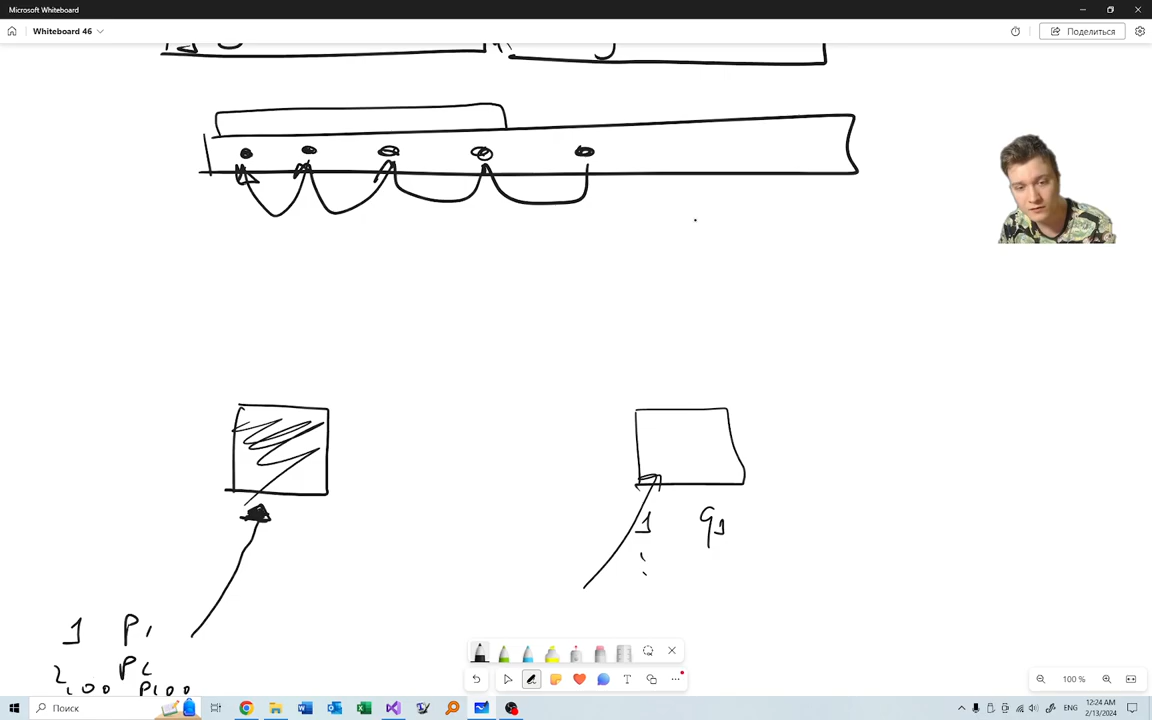 Microsoft Whiteboard
Whiteboard 46
Поделиться
1 q1
1 P1
2 P2
100 P100
100 %
Поиск
ENG
12:24 AM
2/13/2024